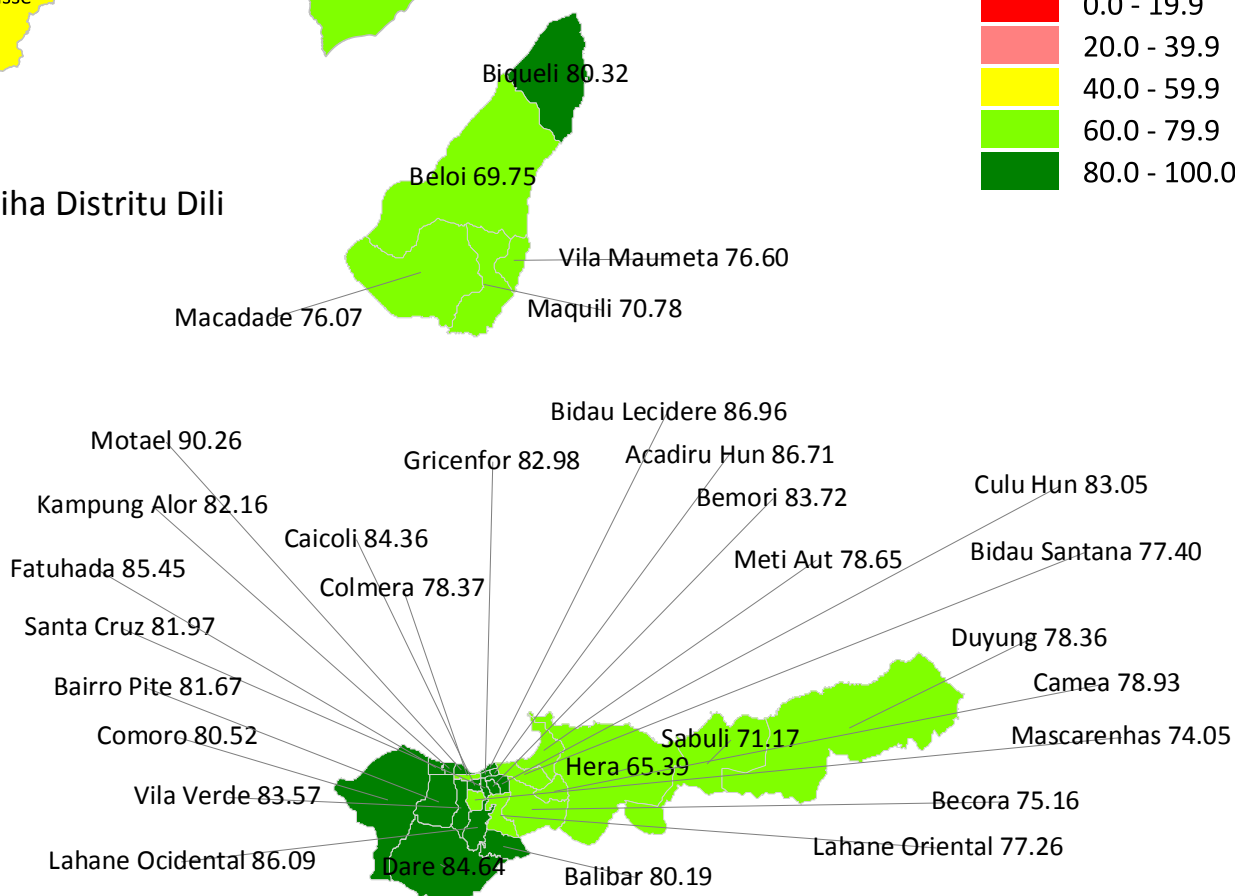 0.0 - 19.9
20.0 - 39.9
40.0 - 59.9
60.0 - 79.9
80.0 - 100.0
Biqueli 80.32
Beloi 69.75
iha Distritu Dili
Vila Maumeta 76.60
Maquili 70.78
Macadade 76.07
Bidau Lecidere 86.96
Motael 90.26
Gricenfor 82.98
Acadiru Hun 86.71
Culu Hun 83.05
Kampung Alor 82.16
Bemori 83.72
Caicoli 84.36
Meti Aut 78.65
Bidau Santana 77.40
Fatuhada 85.45
Colmera 78.37
Santa Cruz 81.97
Duyung 78.36
Bairro Pite 81.67
Camea 78.93
Comoro 80.52
Sabuli 71.17
Mascarenhas 74.05
Hera 65.39
Vila Verde 83.57
Becora 75.16
Lahane Ocidental 86.09
Dare 84.64
Balibar 80.19
Lahane Oriental 77.26